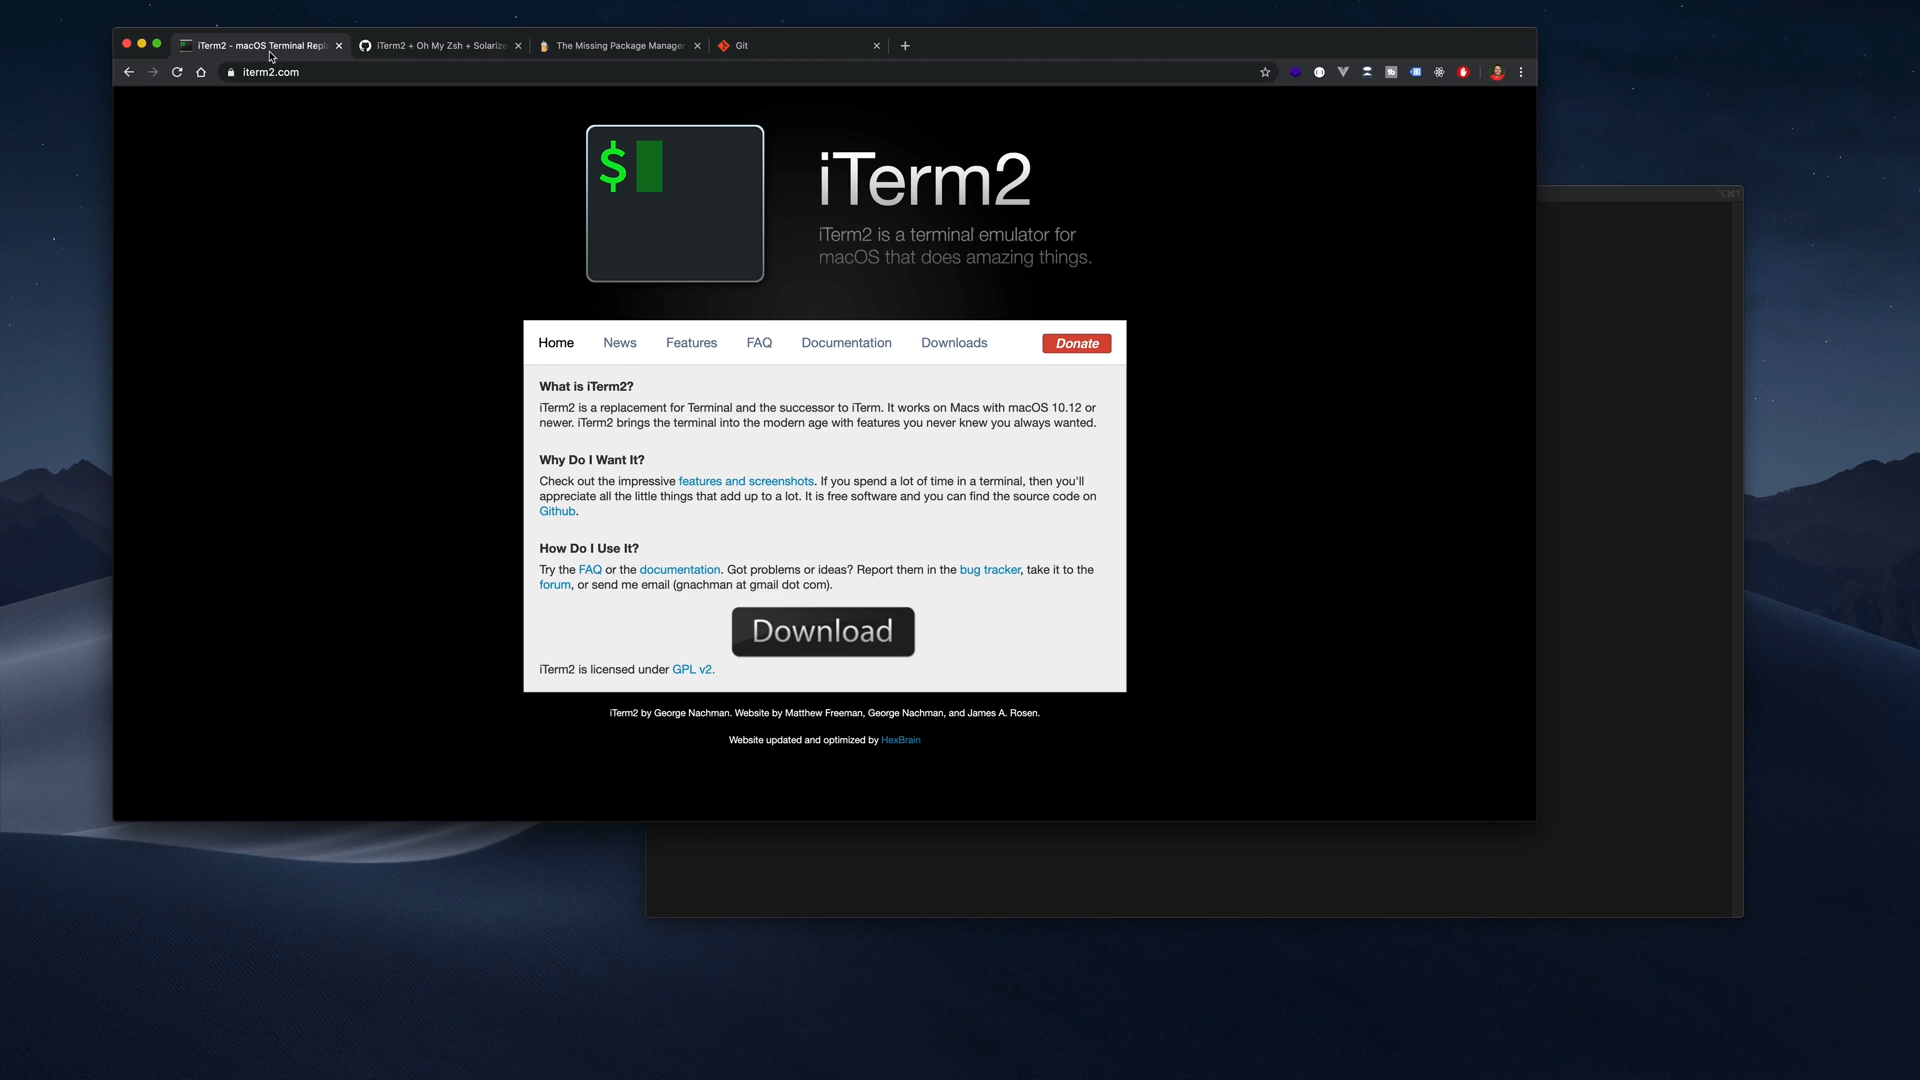 iTerm2 - macOS Terminal Repl
iTerm2 + Oh My Zsh + Solarize
The Missing Package Manager
Git
iterm2.com
⌥⌘1
$
iTerm2
iTerm2 is a terminal emulator for
macOS that does amazing things.
Home News Features FAQ Documentation Downloads Donate
What is iTerm2?
iTerm2 is a replacement for Terminal and the successor to iTerm. It works on Macs with macOS 10.12 or
newer. iTerm2 brings the terminal into the modern age with features you never knew you always wanted.
Why Do I Want It?
Check out the impressive features and screenshots. If you spend a lot of time in a terminal, then you'll
appreciate all the little things that add up to a lot. It is free software and you can find the source code on
Github.
How Do I Use It?
Try the FAQ or the documentation. Got problems or ideas? Report them in the bug tracker, take it to the
forum, or send me email (gnachman at gmail dot com).
Download
iTerm2 is licensed under GPL v2.
iTerm2 by George Nachman. Website by Matthew Freeman, George Nachman, and James A. Rosen.
Website updated and optimized by HexBrain